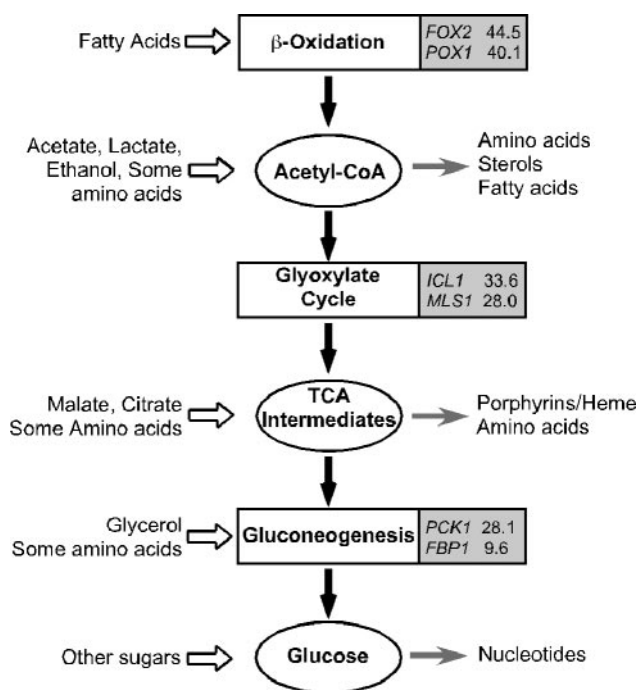 Fatty Acids
β-Oxidation
FOX2 44.5
POX1 40.1
Acetate, Lactate,
Ethanol, Some
amino acids
Acetyl-CoA
Amino acids
Sterols
Fatty acids
Glyoxylate
Cycle
ICL1 33.6
MLS1 28.0
Malate, Citrate
Some Amino acids
TCA
Intermediates
Porphyrins/Heme
Amino acids
Glycerol
Some amino acids
Gluconeogenesis
PCK1 28.1
FBP1 9.6
Other sugars
Glucose
Nucleotides